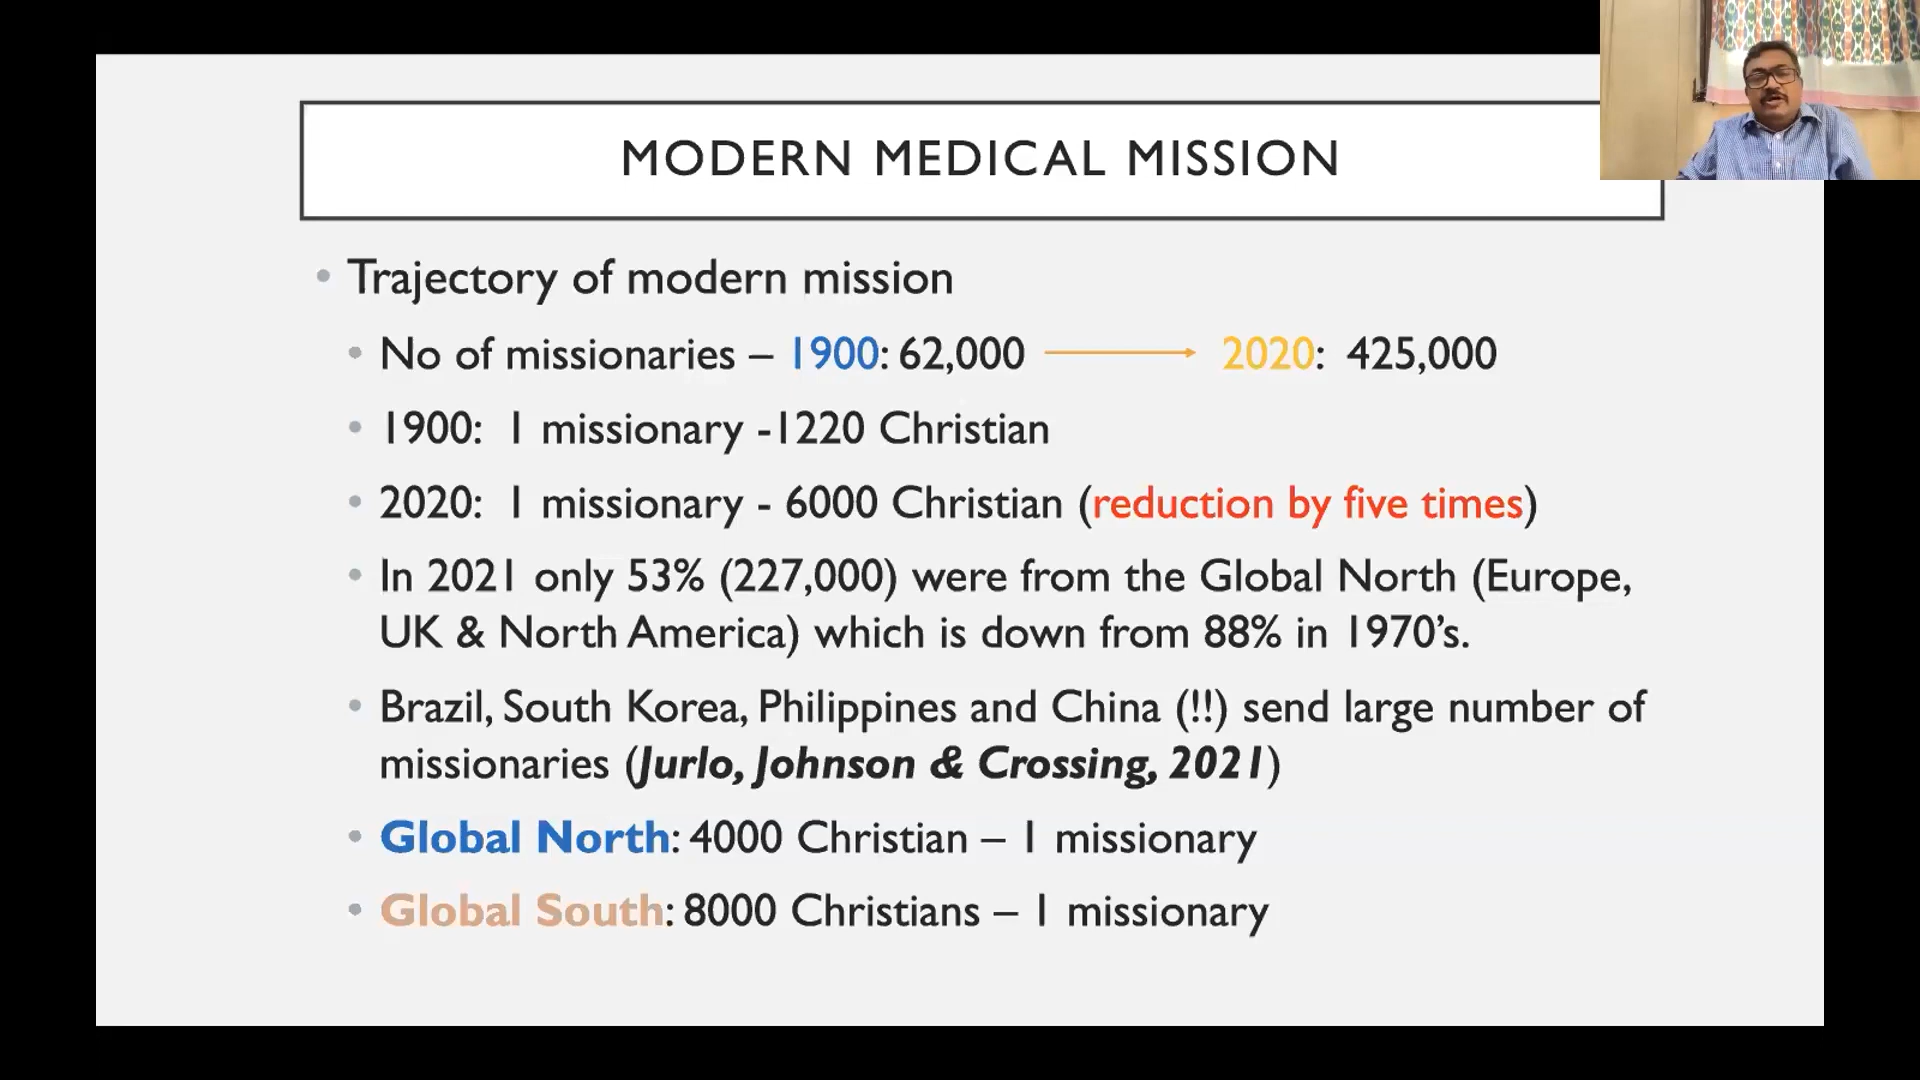 MODERN MEDICAL MISSION
• Trajectory of modern mission
• No of missionaries – 1900: 62,000 → 2020: 425,000
• 1900: 1 missionary -1220 Christian
• 2020: 1 missionary - 6000 Christian (reduction by five times)
• In 2021 only 53% (227,000) were from the Global North (Europe,
UK & North America) which is down from 88% in 1970’s.
• Brazil, South Korea, Philippines and China (!!) send large number of
missionaries (Jurlo, Johnson & Crossing, 2021)
• Global North: 4000 Christian – 1 missionary
• Global South: 8000 Christians – 1 missionary